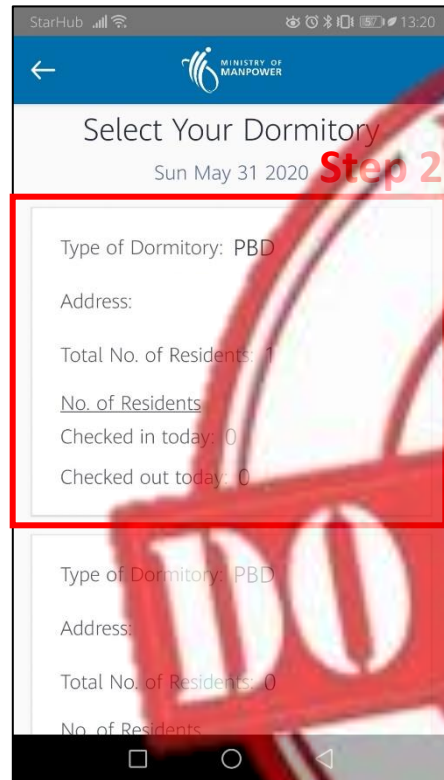 StarHub 57 13:20
MINISTRY OF
MANPOWER
Select Your Dormitory
Sun May 31 2020
Step 2
Type of Dormitory: PBD
Address:
Total No. of Residents: 1
No. of Residents
Checked in today: 0
Checked out today: 0
Type of Dormitory: PBD
Address:
Total No. of Residents: 0
No. of Residents
DO